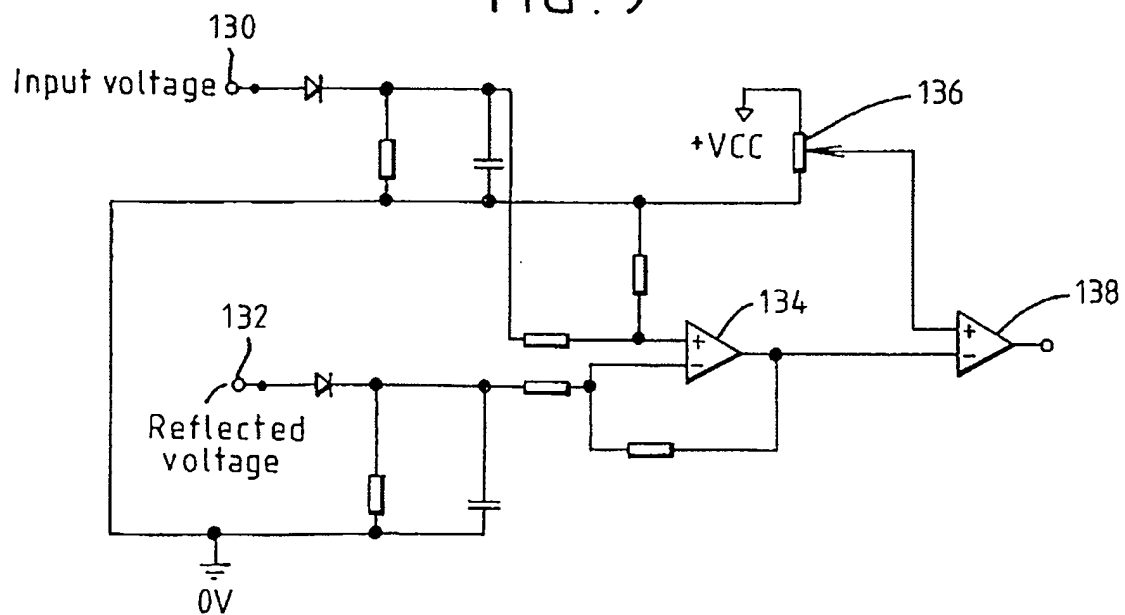 130
Input voltage
136
+VCC
132
134
138
+
-
+
-
Reflected
voltage
0V